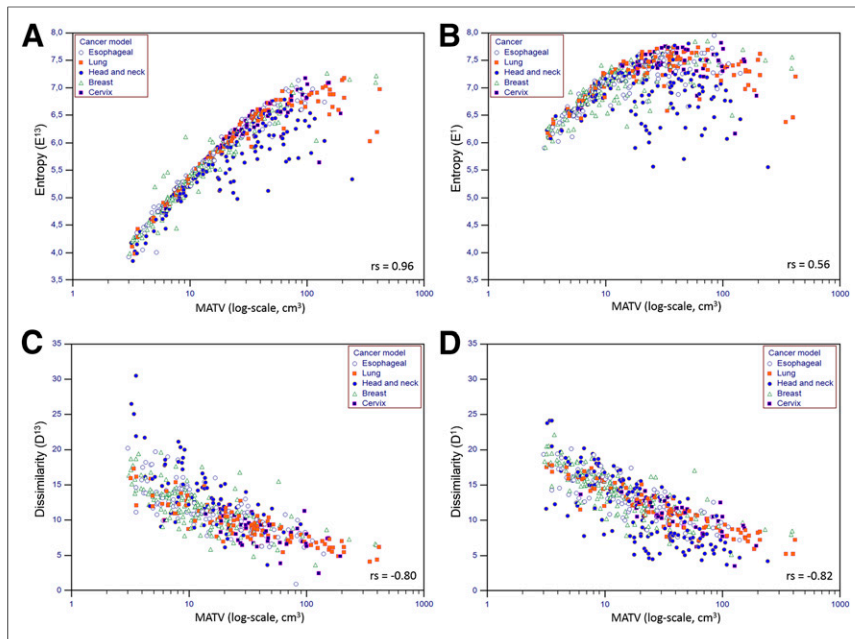 A
Cancer model
Esophageal
Lung
Head and neck
Breast
Cervix
8,0
7,5
7,0
6,5
6,0
5,5
5,0
4,5
4,0
3,5
Entropy (E¹³)
1
10
100
1000
MATV (log-scale, cm³)
rs = 0.96
B
Cancer
Esophageal
Lung
Head and neck
Breast
Cervix
8,0
7,5
7,0
6,5
6,0
5,5
5,0
4,5
4,0
3,5
Entropy (E¹)
1
10
100
1000
MATV (log-scale, cm³)
rs = 0.56
C
Cancer model
Esophageal
Lung
Head and neck
Breast
Cervix
35
30
25
20
15
10
5
0
Dissimilarity (D¹³)
1
10
100
1000
MATV (log-scale, cm³)
rs = -0.80
D
Cancer model
Esophageal
Lung
Head and neck
Breast
Cervix
35
30
25
20
15
10
5
0
Dissimilarity (D¹)
1
10
100
1000
MATV (log-scale, cm³)
rs = -0.82